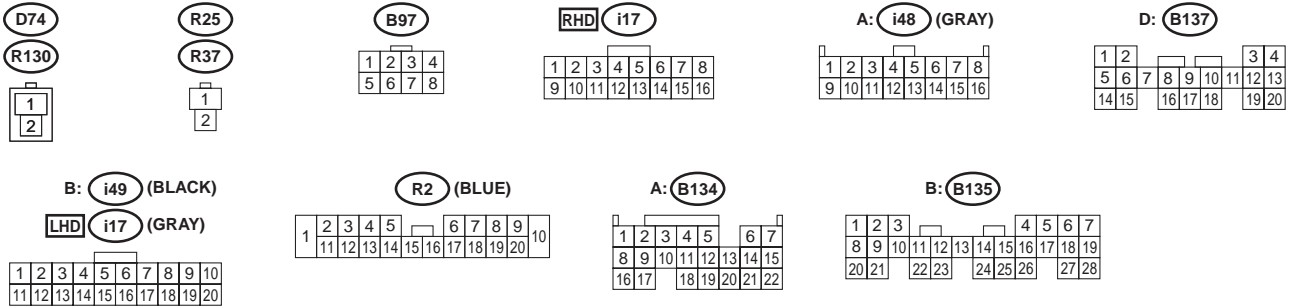 D74 R25 B97 RHD i17 A: i48 (GRAY) D: B137
R130 R37
1 2
1 2
1 2 3 4
5 6 7 8
1 2 3 4 5 6 7 8
9 10 11 12 13 14 15 16
1 2 3 4 5 6 7 8
9 10 11 12 13 14 15 16
1 2 3 4
5 6 7 8 9 10 11 12 13
14 15 16 17 18 19 20
B: i49 (BLACK) R2 (BLUE) A: B134 B: B135
LHD i17 (GRAY)
1 2 3 4 5 6 7 8 9 10
11 12 13 14 15 16 17 18 19 20
1 2 3 4 5 6 7 8 9 10
11 12 13 14 15 16 17 18 19 20
1 2 3 4 5 6 7
8 9 10 11 12 13 14 15
16 17 18 19 20 21 22
1 2 3 4 5 6 7
8 9 10 11 12 13 14 15 16 17 18 19
20 21 22 23 24 25 26 27 28